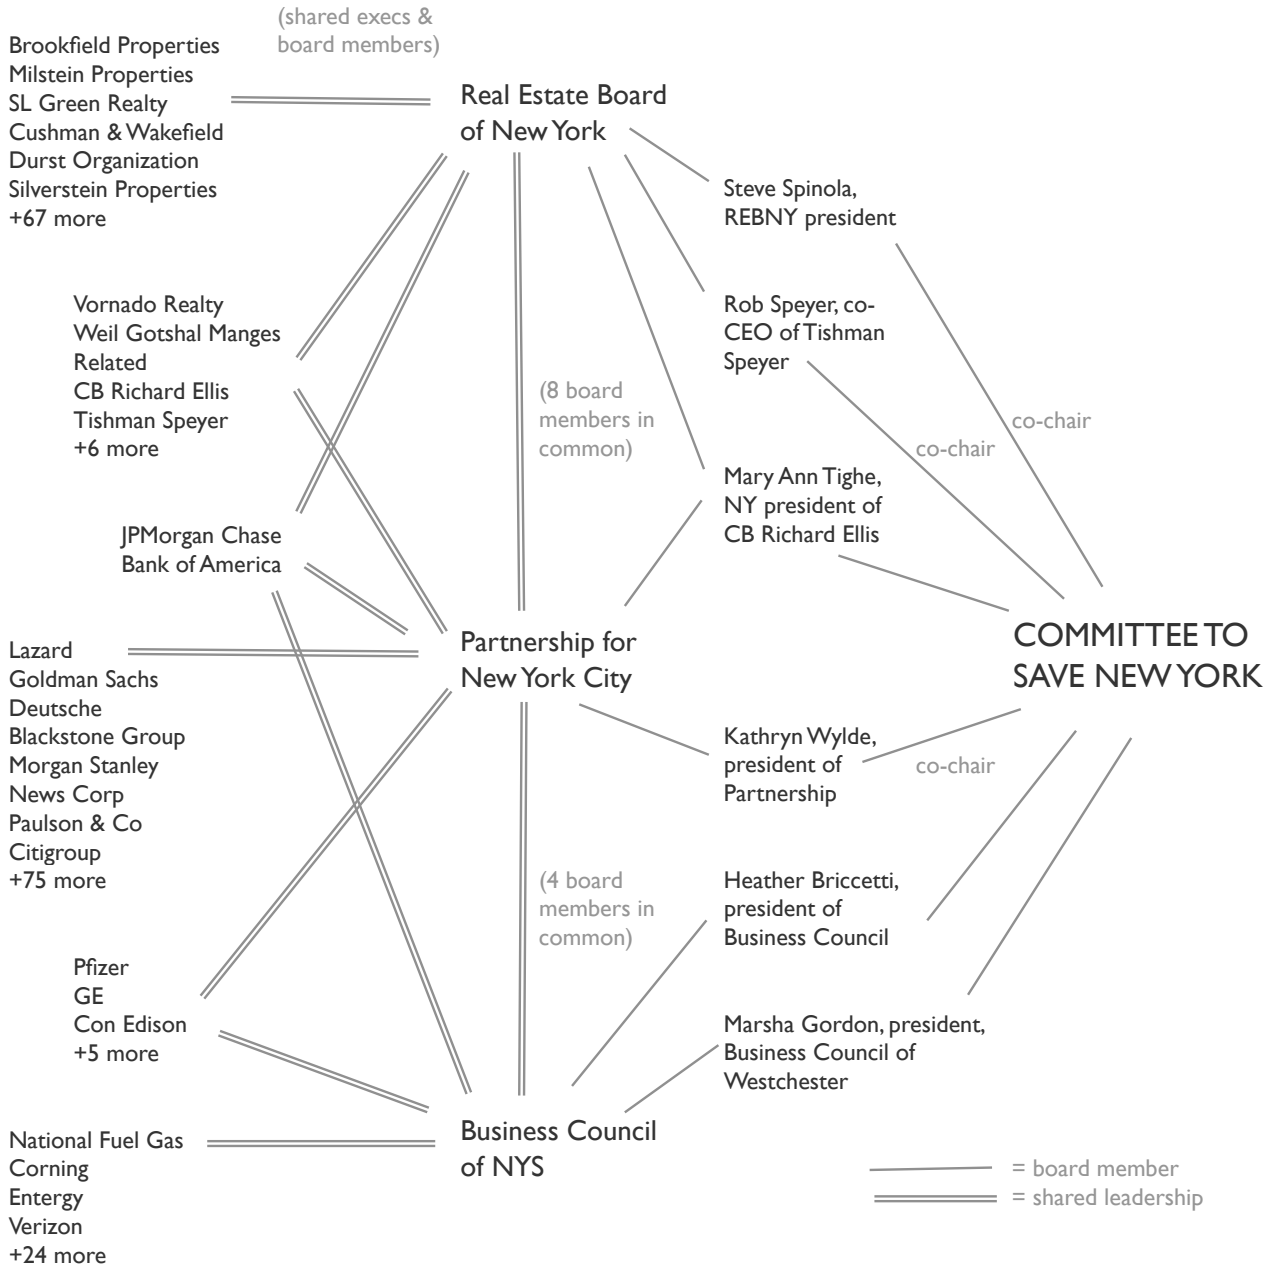 (shared execs &
board members)
Brookfield Properties
Milstein Properties
SL Green Realty
Cushman & Wakefield
Durst Organization
Silverstein Properties
+67 more
Real Estate Board
of New York
Steve Spinola,
REBNY president
Vornado Realty
Weil Gotshal Manges
Related
CB Richard Ellis
Tishman Speyer
+6 more
Rob Speyer, co-
CEO of Tishman
Speyer
(8 board
members in
common)
co-chair
co-chair
Mary Ann Tighe,
NY president of
CB Richard Ellis
JPMorgan Chase
Bank of America
Partnership for
New York City
COMMITTEE TO
SAVE NEW YORK
Lazard
Goldman Sachs
Deutsche
Blackstone Group
Morgan Stanley
News Corp
Paulson & Co
Citigroup
+75 more
Kathryn Wylde,
president of
Partnership
co-chair
(4 board
members in
common)
Heather Briccetti,
president of
Business Council
Pfizer
GE
Con Edison
+5 more
Marsha Gordon, president,
Business Council of
Westchester
Business Council
of NYS
National Fuel Gas
Corning
Entergy
Verizon
+24 more
= board member
= shared leadership